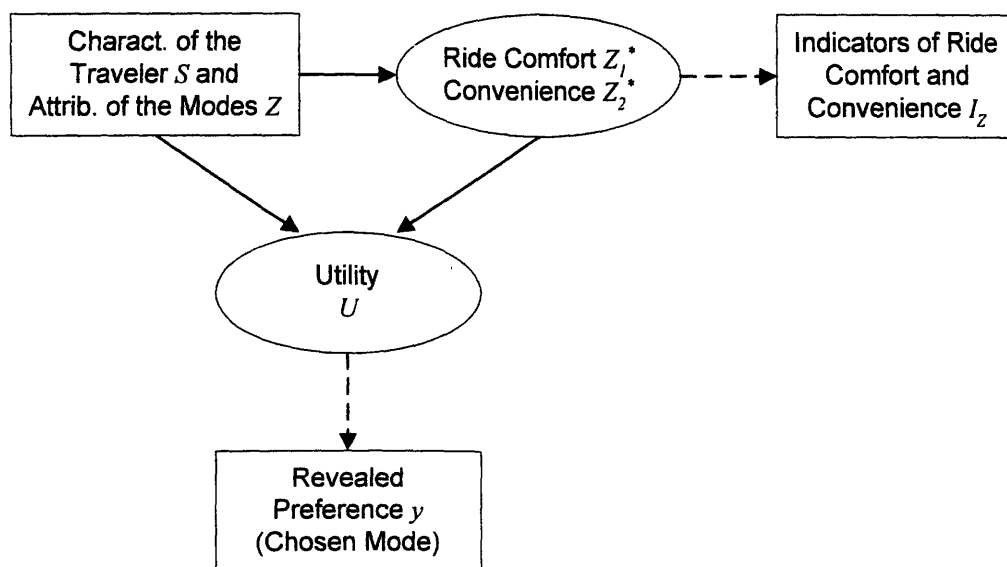 Charact. of the
Traveler S and
Attrib. of the Modes Z
Ride Comfort Z₁*
Convenience Z₂*
Indicators of Ride
Comfort and
Convenience I_Z
Utility
U
Revealed
Preference y
(Chosen Mode)